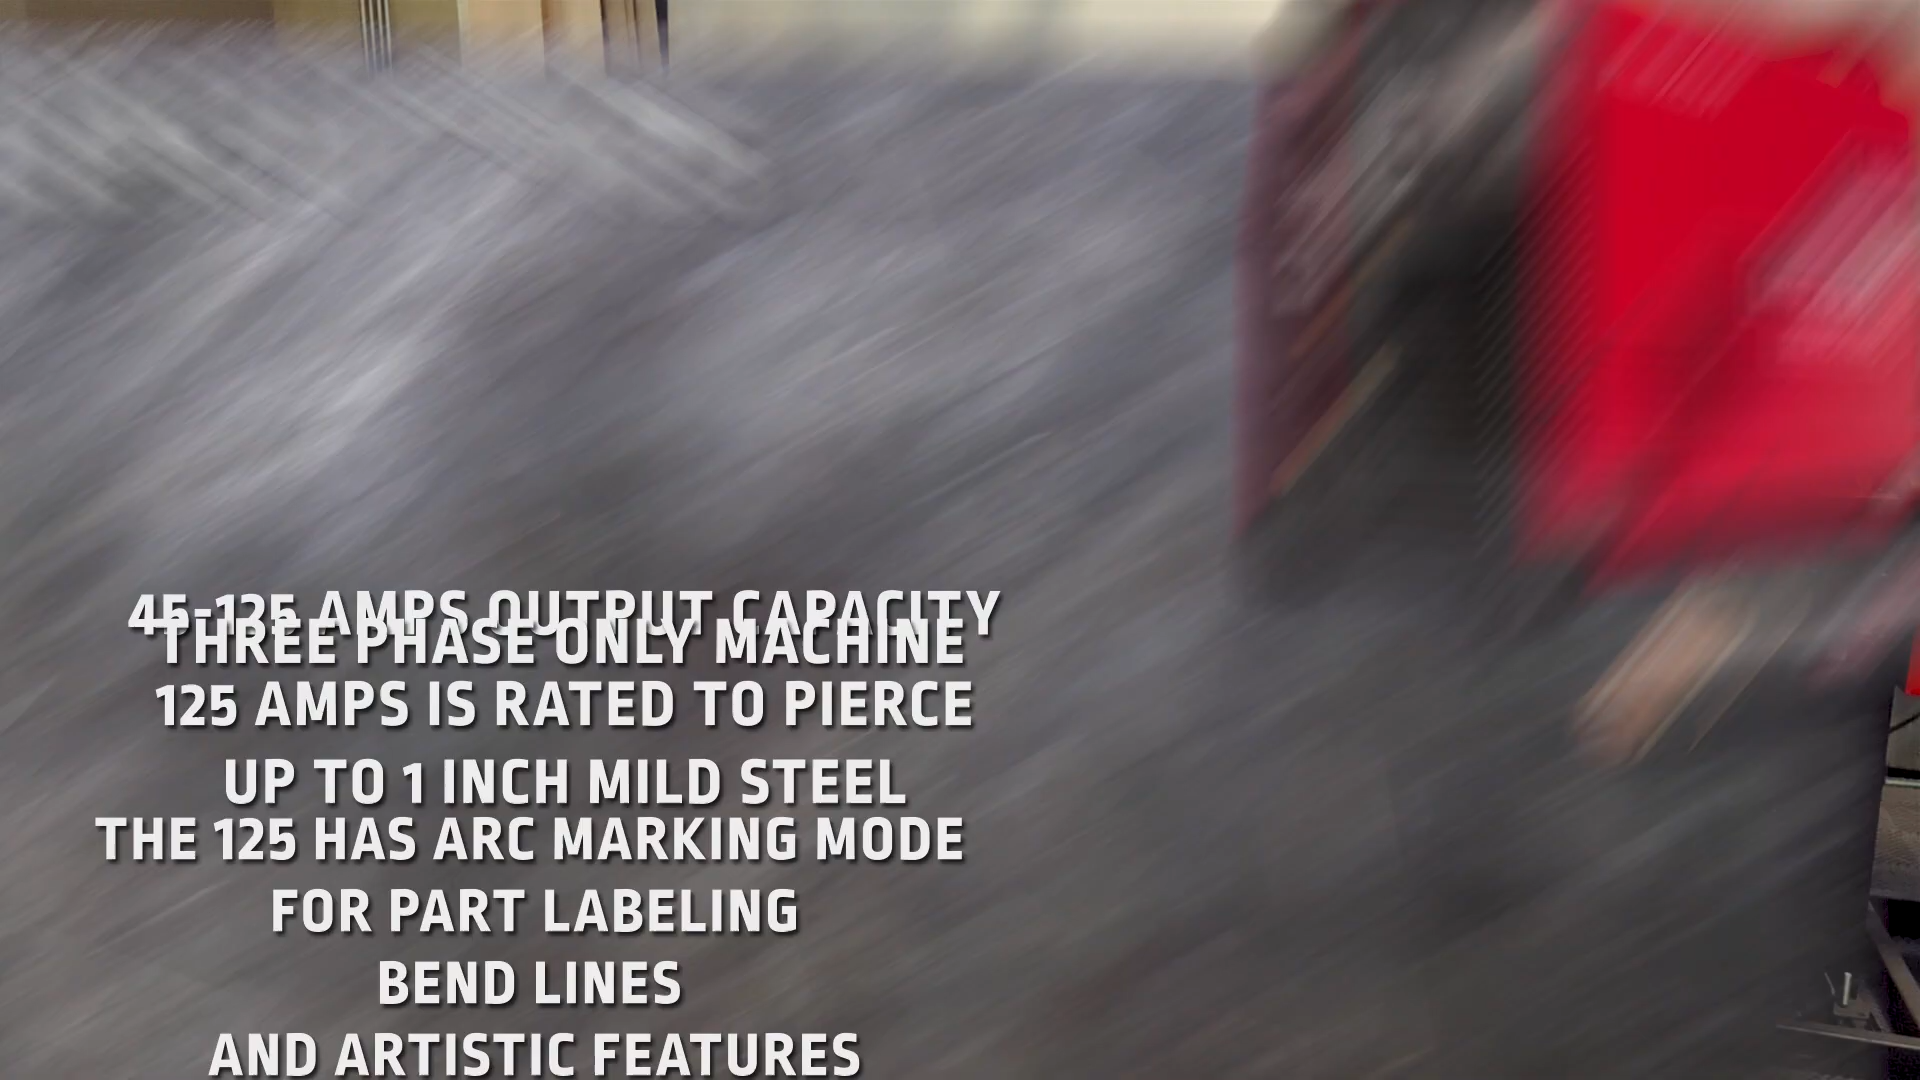 45-125 AMPS OUTPUT CAPACITY
THREE PHASE ONLY MACHINE
125 AMPS IS RATED TO PIERCE
UP TO 1 INCH MILD STEEL
THE 125 HAS ARC MARKING MODE
FOR PART LABELING
BEND LINES
AND ARTISTIC FEATURES